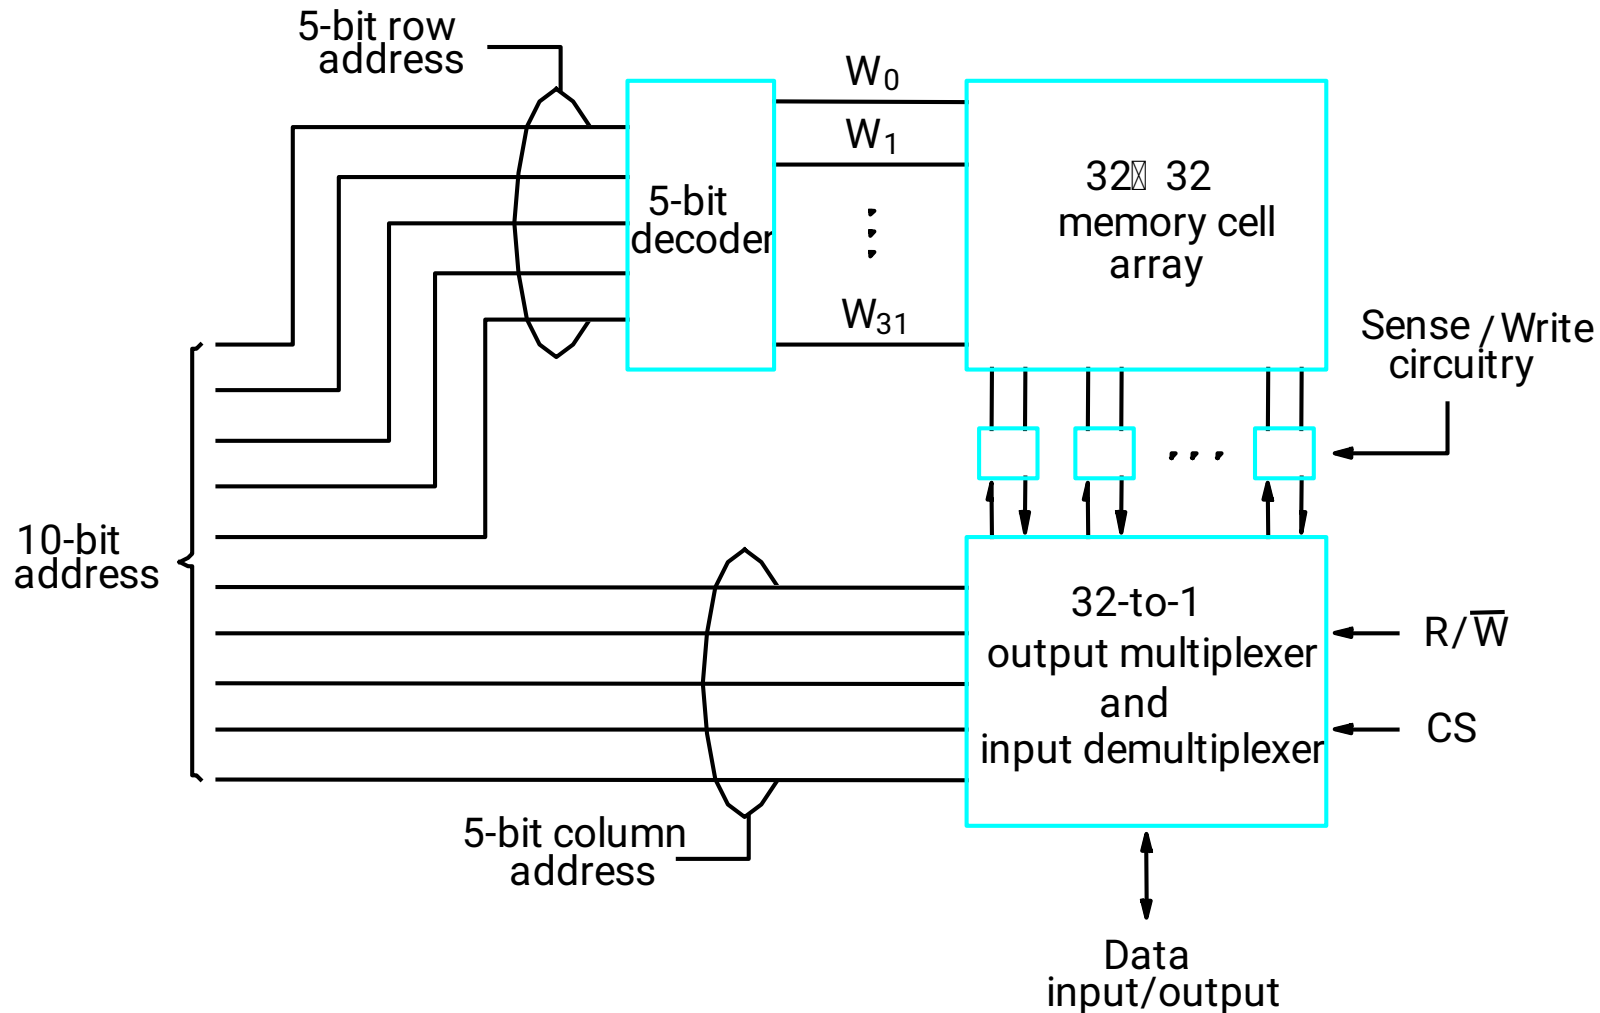 5-bit row
address
W0
W1
5-bit
decoder
32 32
memory cell
array
W31
Sense /Write
circuitry
10-bit
address
32-to-1
output multiplexer
and
input demultiplexer
R/W̅
CS
5-bit column
address
Data
input/output